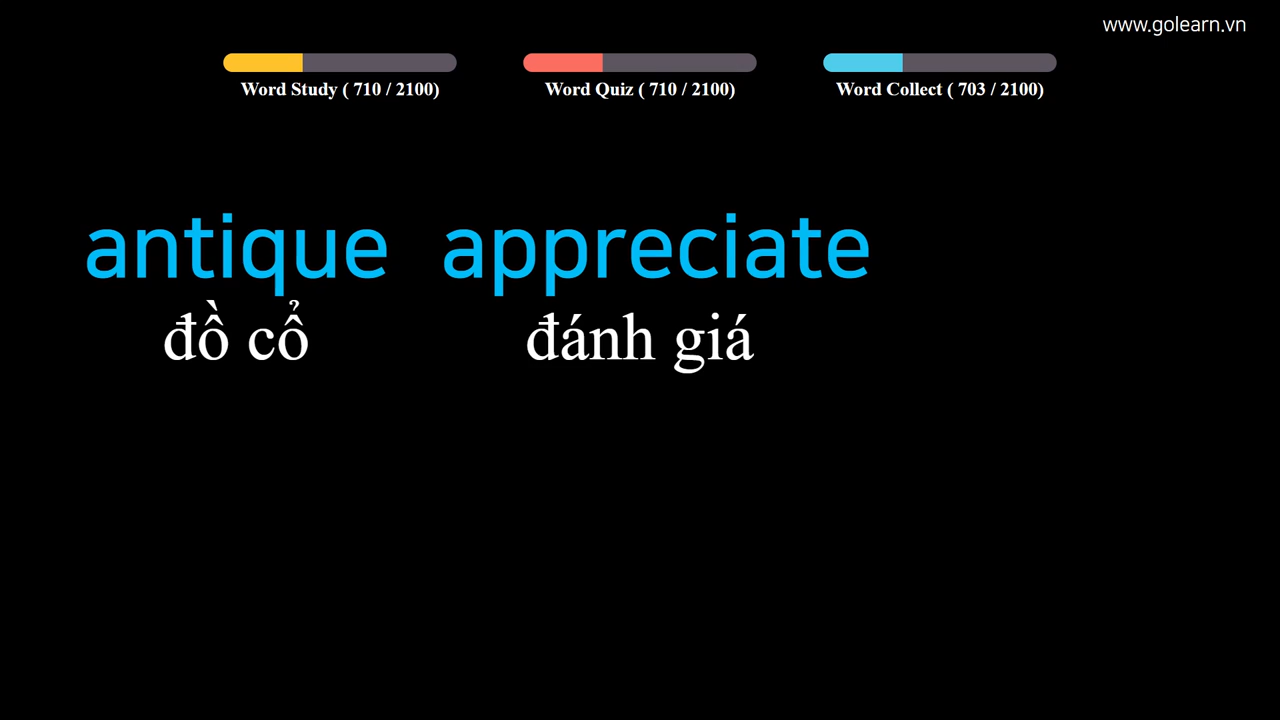 www.golearn.vn
Word Study ( 710 / 2100) Word Quiz ( 710 / 2100) Word Collect ( 703 / 2100)
antique appreciate
đồ cổ đánh giá